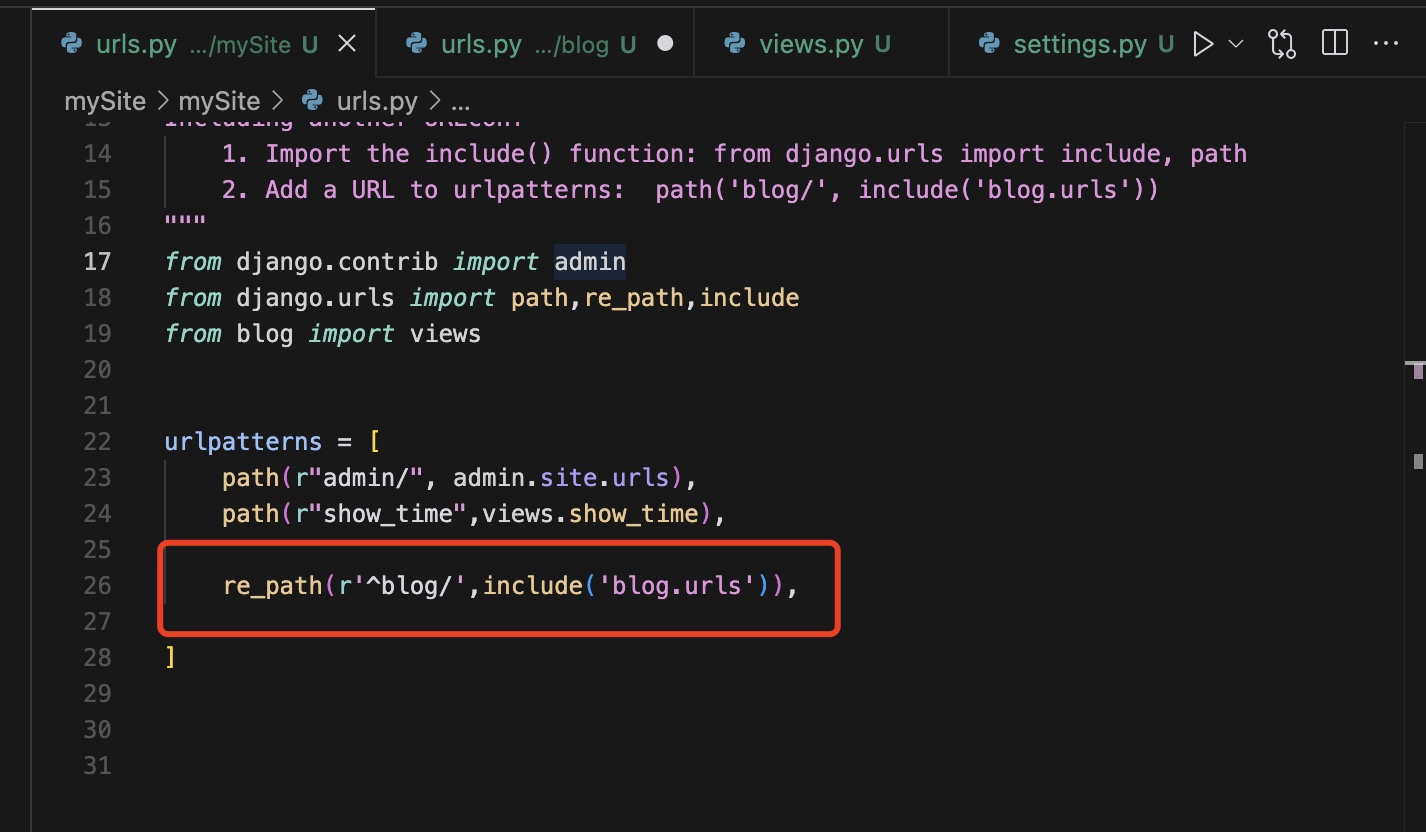 urls.py .../mySite U
urls.py .../blog U
views.py U
settings.py U
mySite > mySite > urls.py > ...
13 Including another URLconf
14 1. Import the include() function: from django.urls import include, path
15 2. Add a URL to urlpatterns:  path('blog/', include('blog.urls'))
16 """
17 from django.contrib import admin
18 from django.urls import path,re_path,include
19 from blog import views
20
21
22 urlpatterns = [
23 path(r"admin/", admin.site.urls),
24 path(r"show_time",views.show_time),
25
26 re_path(r'^blog/',include('blog.urls')),
27
28 ]
29
30
31